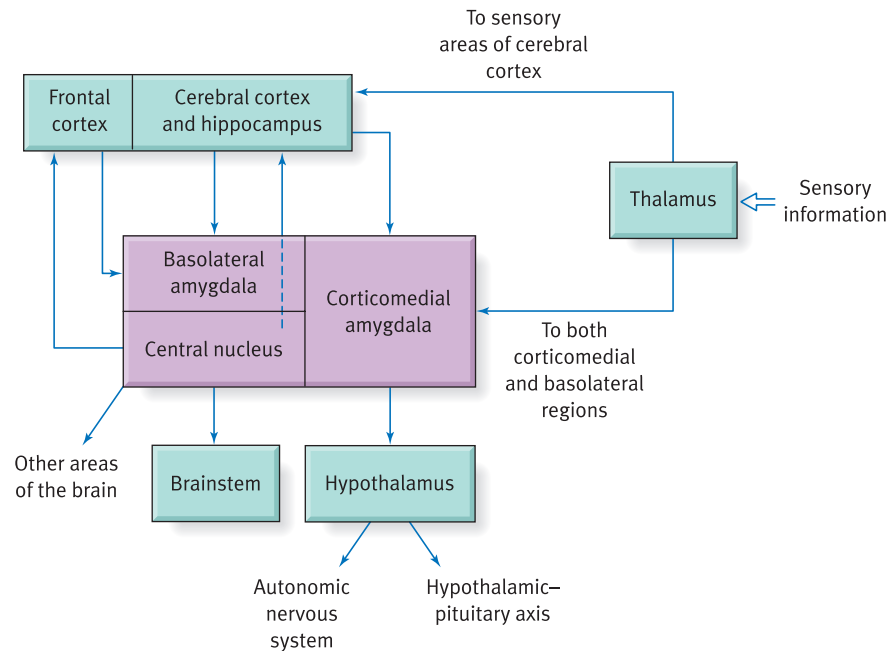 To sensory
areas of cerebral
cortex
Frontal
cortex
Cerebral cortex
and hippocampus
Thalamus
Sensory
information
Basolateral
amygdala
Corticomedial
amygdala
Central nucleus
To both
corticomedial
and basolateral
regions
Other areas
of the brain
Brainstem
Hypothalamus
Autonomic
nervous
system
Hypothalamic–
pituitary axis